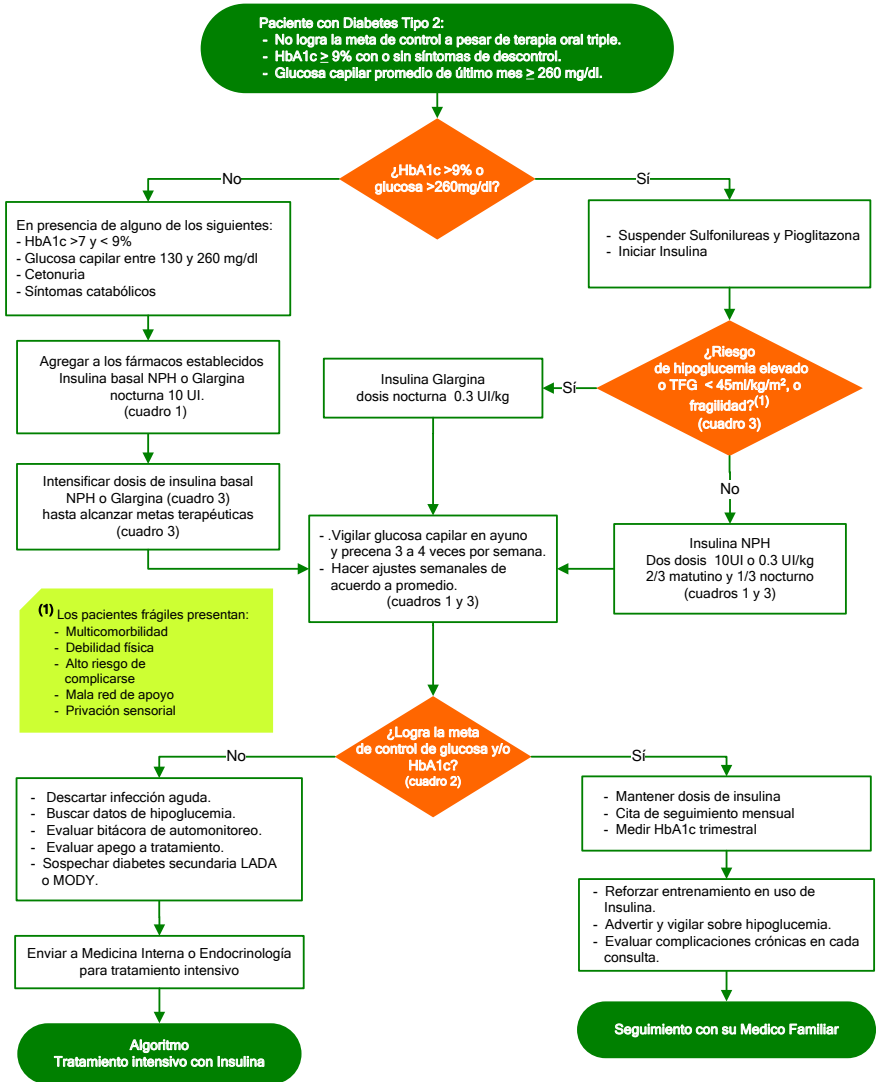 Paciente con Diabetes Tipo 2:
- No logra la meta de control a pesar de terapia oral triple.
- HbA1c ≥ 9% con o sin síntomas de descontrol.
- Glucosa capilar promedio de último mes ≥ 260 mg/dl.
¿HbA1c >9% o
glucosa >260mg/dl?
No
Sí
En presencia de alguno de los siguientes:
- HbA1c >7 y < 9%
- Glucosa capilar entre 130 y 260 mg/dl
- Cetonuria
- Síntomas catabólicos
- Suspender Sulfonilureas y Pioglitazona
- Iniciar Insulina
Agregar a los fármacos establecidos
Insulina basal NPH o Glargina
nocturna 10 UI.
(cuadro 1)
Insulina Glargina
dosis nocturna 0.3 UI/kg
Sí
¿Riesgo
de hipoglucemia elevado
o TFG < 45ml/kg/m², o
fragilidad?(1)
(cuadro 3)
No
Intensificar dosis de insulina basal
NPH o Glargina (cuadro 3)
hasta alcanzar metas terapéuticas
(cuadro 3)
- .Vigilar glucosa capilar en ayuno
y precena 3 a 4 veces por semana.
- Hacer ajustes semanales de
acuerdo a promedio.
(cuadros 1 y 3)
Insulina NPH
Dos dosis 10UI o 0.3 UI/kg
2/3 matutino y 1/3 nocturno
(cuadros 1 y 3)
(1) Los pacientes frágiles presentan:
- Multicomorbilidad
- Debilidad física
- Alto riesgo de
complicarse
- Mala red de apoyo
- Privación sensorial
¿Logra la meta
de control de glucosa y/o
HbA1c?
(cuadro 2)
No
Sí
- Descartar infección aguda.
- Buscar datos de hipoglucemia.
- Evaluar bitácora de automonitoreo.
- Evaluar apego a tratamiento.
- Sospechar diabetes secundaria LADA
o MODY.
- Mantener dosis de insulina
- Cita de seguimiento mensual
- Medir HbA1c trimestral
- Reforzar entrenamiento en uso de
Insulina.
- Advertir y vigilar sobre hipoglucemia.
- Evaluar complicaciones crónicas en cada
consulta.
Enviar a Medicina Interna o Endocrinología
para tratamiento intensivo
Algoritmo
Tratamiento intensivo con Insulina
Seguimiento con su Medico Familiar